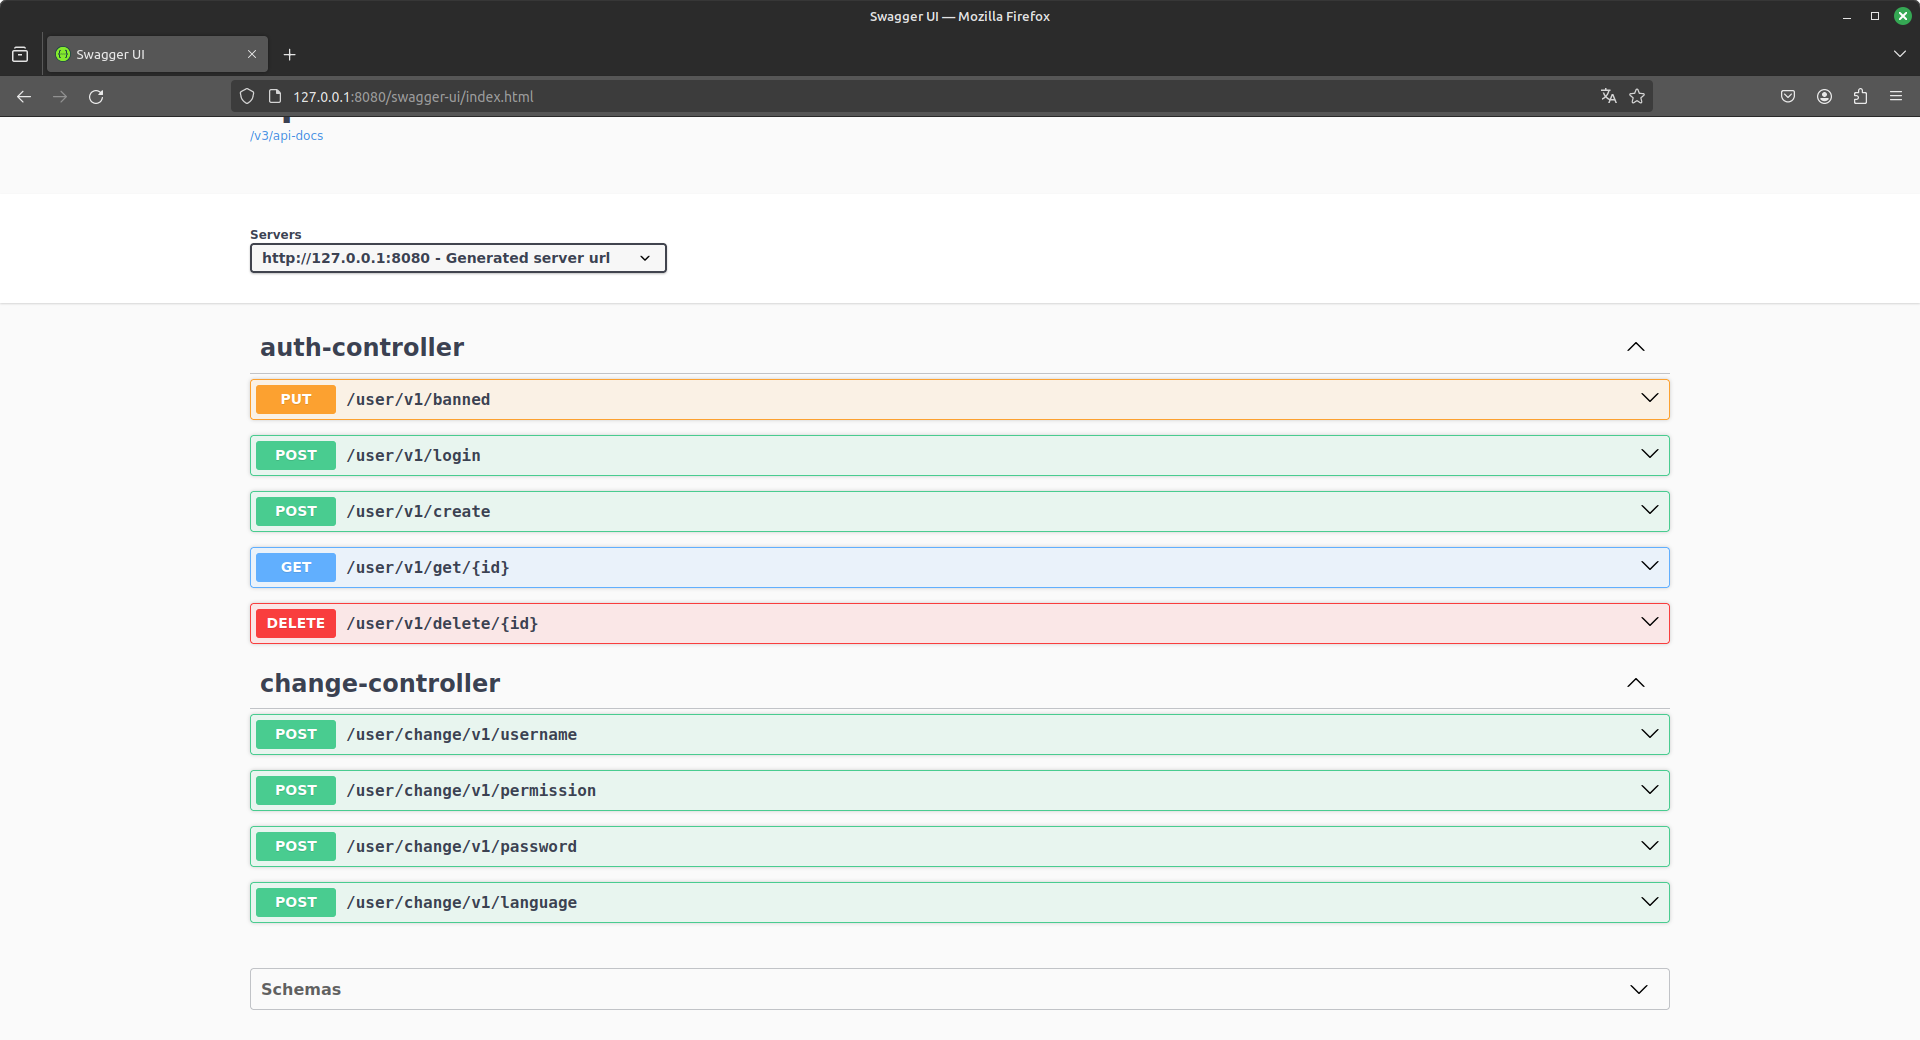 Swagger UI — Mozilla Firefox
Swagger UI
127.0.0.1:8080/swagger-ui/index.html
/v3/api-docs
Servers
http://127.0.0.1:8080 - Generated server url
auth-controller
PUT /user/v1/banned
POST /user/v1/login
POST /user/v1/create
GET /user/v1/get/{id}
DELETE /user/v1/delete/{id}
change-controller
POST /user/change/v1/username
POST /user/change/v1/permission
POST /user/change/v1/password
POST /user/change/v1/language
Schemas